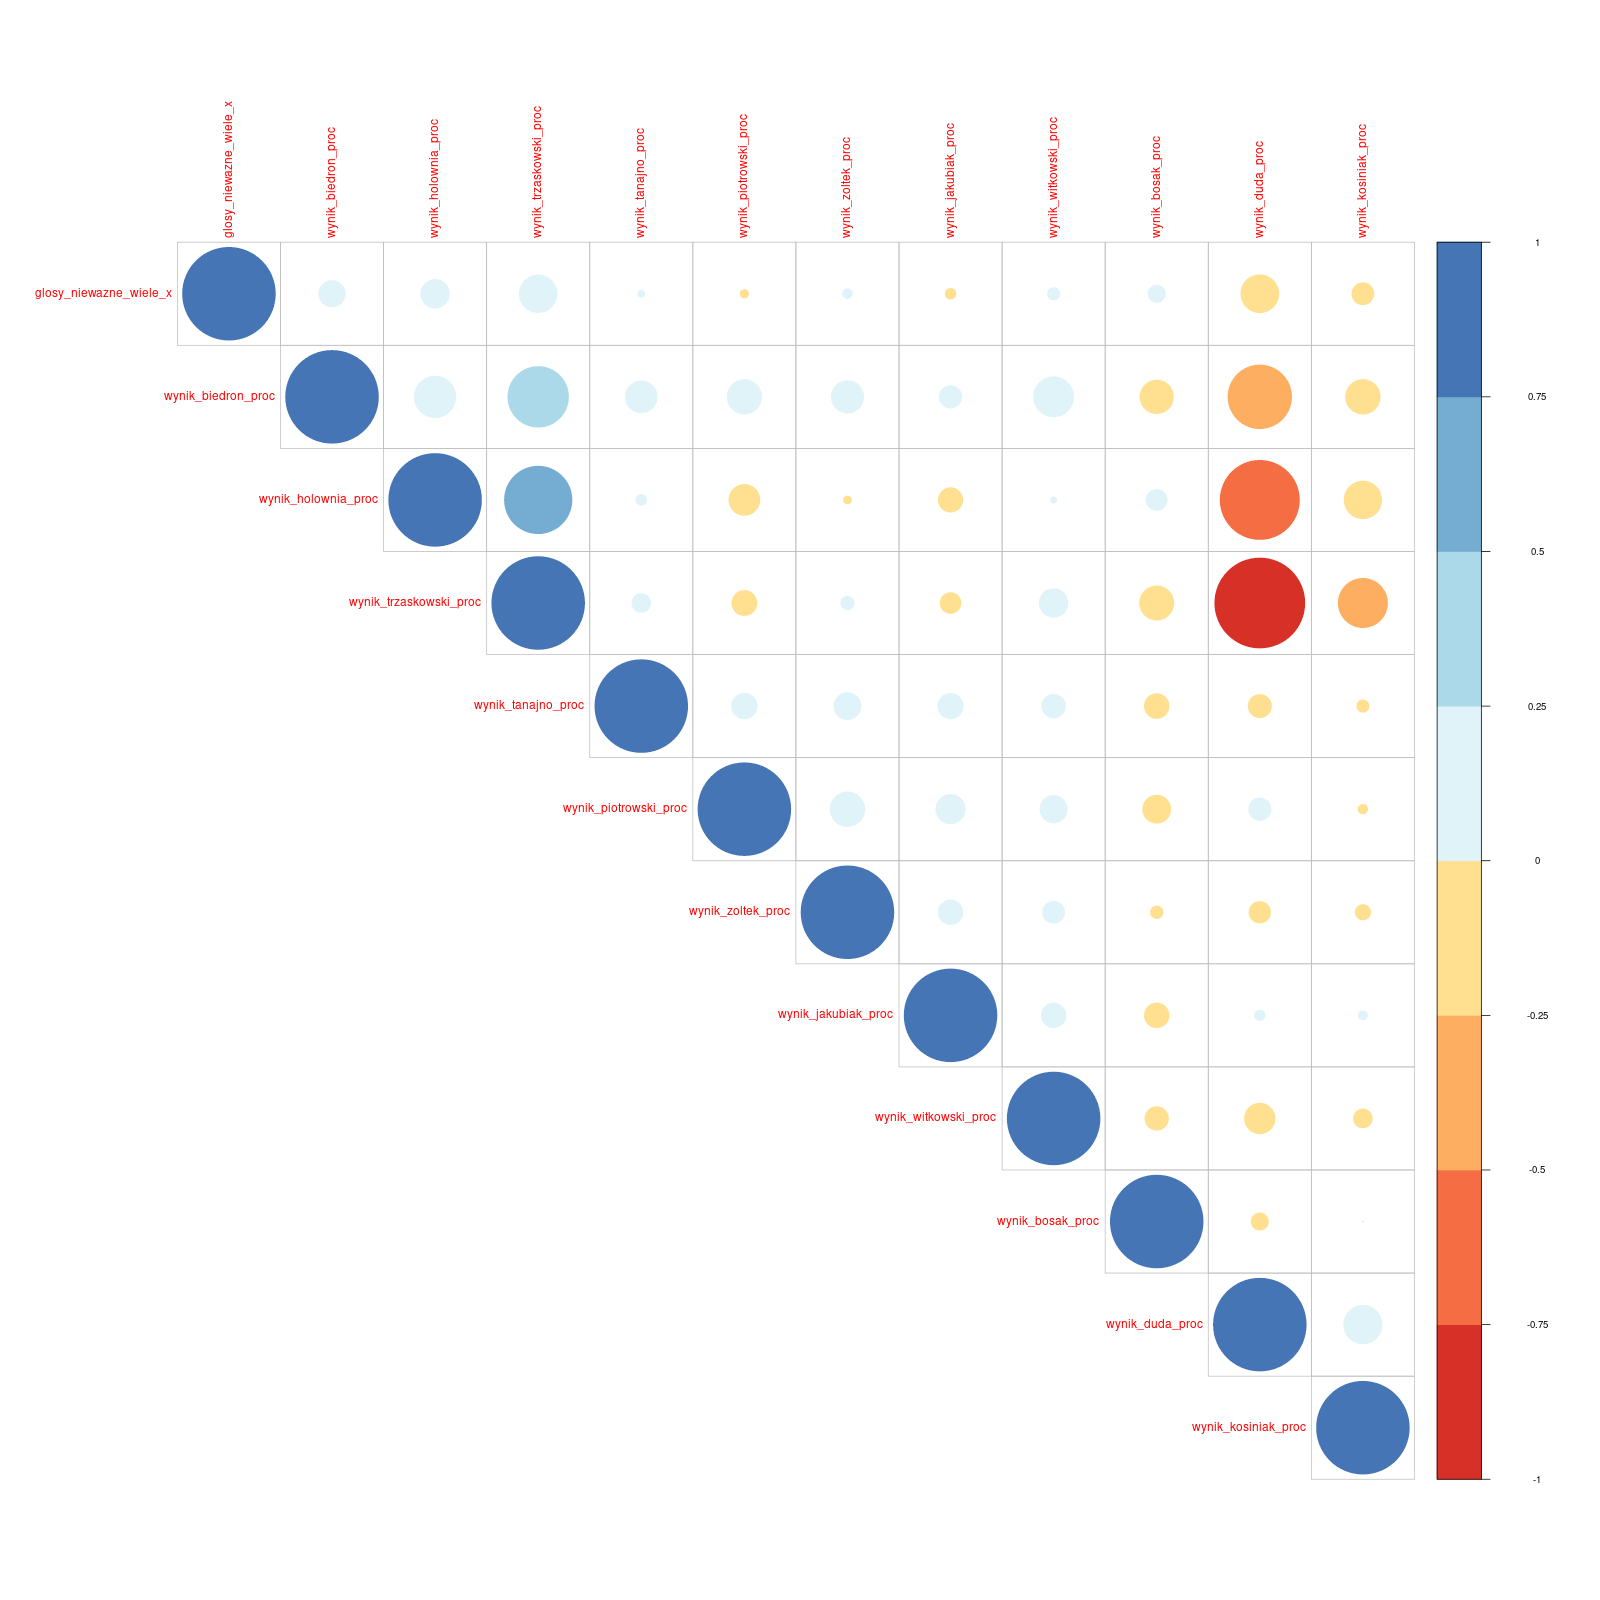 glosy_niewazne_wiele_x
wynik_biedron_proc
wynik_holownia_proc
wynik_trzaskowski_proc
wynik_tanajno_proc
wynik_piotrowski_proc
wynik_zoltek_proc
wynik_jakubiak_proc
wynik_witkowski_proc
wynik_bosak_proc
wynik_duda_proc
wynik_kosiniak_proc
glosy_niewazne_wiele_x
wynik_biedron_proc
wynik_holownia_proc
wynik_trzaskowski_proc
wynik_tanajno_proc
wynik_piotrowski_proc
wynik_zoltek_proc
wynik_jakubiak_proc
wynik_witkowski_proc
wynik_bosak_proc
wynik_duda_proc
wynik_kosiniak_proc
1
0.75
0.5
0.25
0
-0.25
-0.5
-0.75
-1